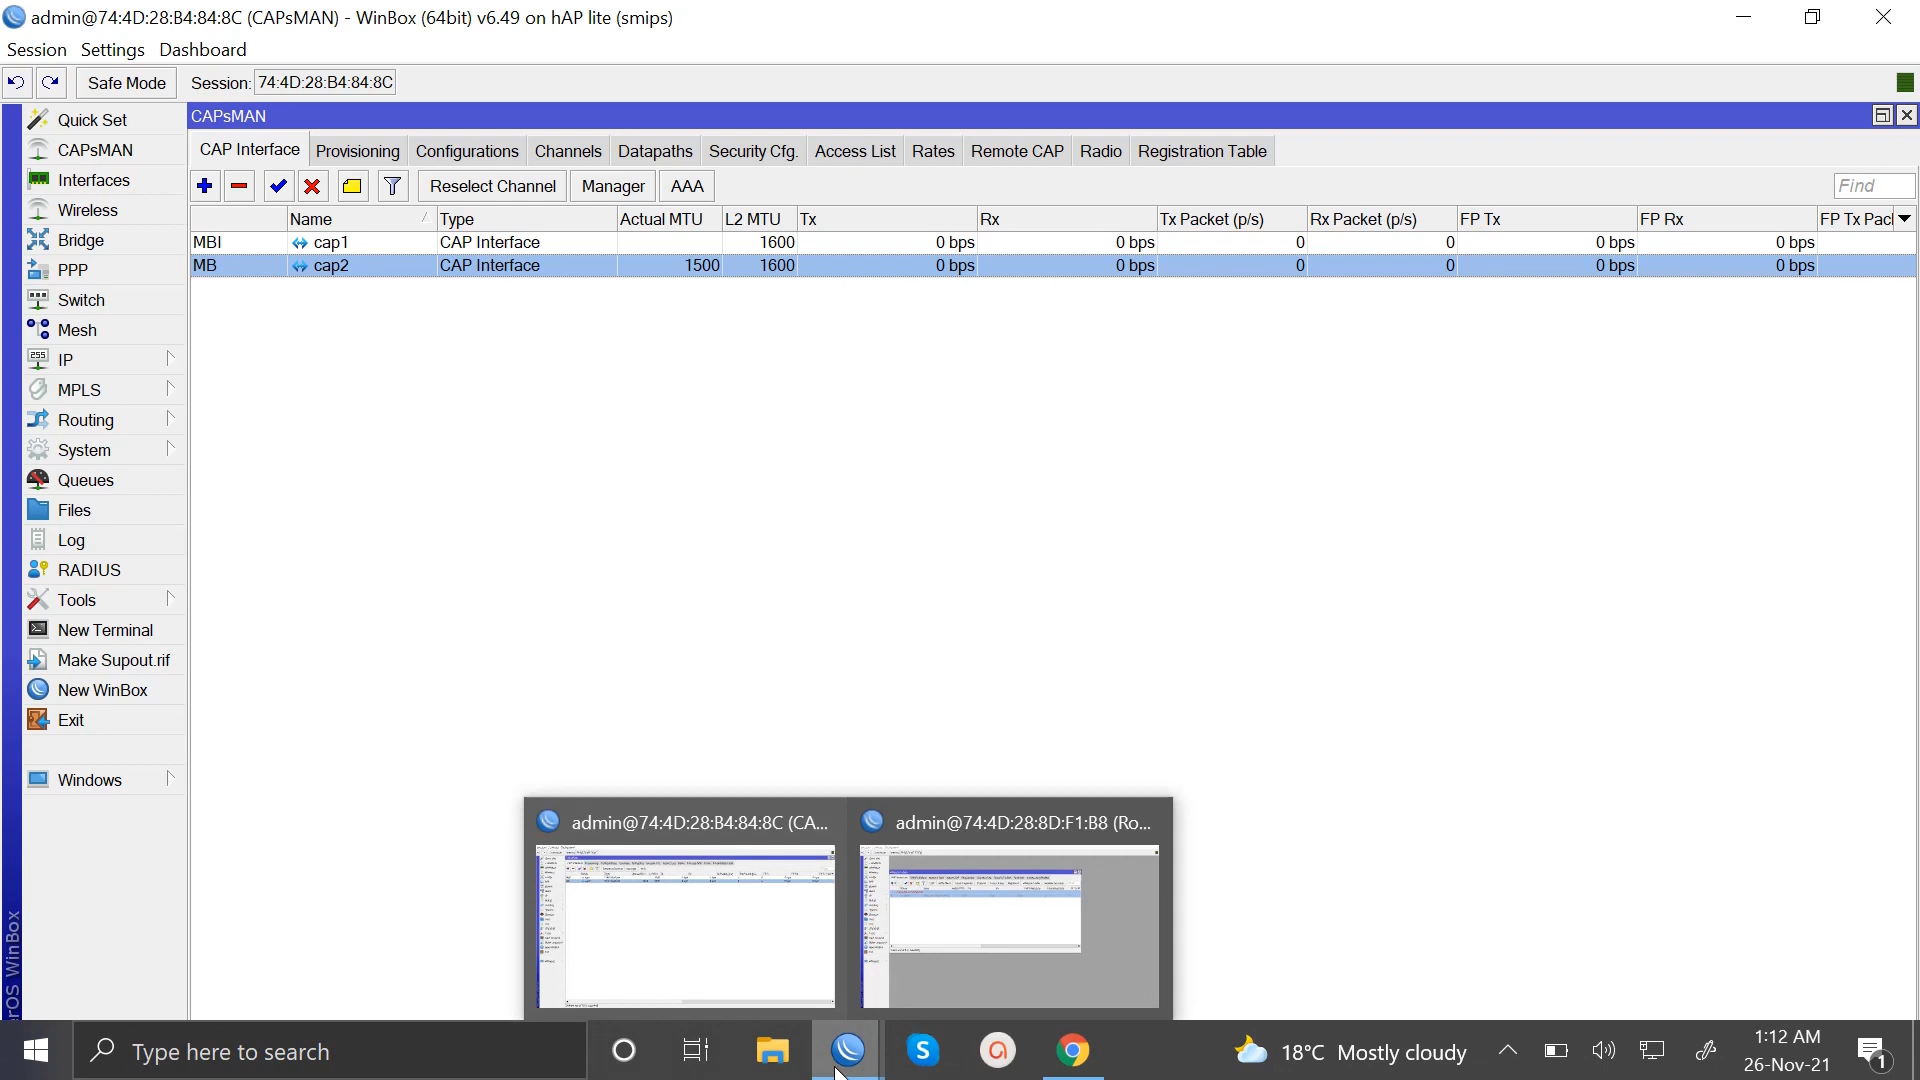 admin@74:4D:28:B4:84:8C (CAPsMAN) - WinBox (64bit) v6.49 on hAP lite (smips)
Session Settings Dashboard
Safe Mode Session: 74:4D:28:B4:84:8C
Quick Set
CAPsMAN
Interfaces
Wireless
Bridge
PPP
Switch
Mesh
IP
MPLS
Routing
System
Queues
Files
Log
RADIUS
Tools
New Terminal
Make Supout.rif
New WinBox
Exit
Windows
erOS WinBox
CAPsMAN
CAP Interface Provisioning Configurations Channels Datapaths Security Cfg. Access List Rates Remote CAP Radio Registration Table
Reselect Channel Manager AAA Find
Name Type Actual MTU L2 MTU Tx Rx Tx Packet (p/s) Rx Packet (p/s) FP Tx FP Rx FP Tx Pac
MBI cap1 CAP Interface 1600 0 bps 0 bps 0 0 0 bps 0 bps
MB cap2 CAP Interface 1500 1600 0 bps 0 bps 0 0 0 bps 0 bps
admin@74:4D:28:B4:84:8C (CA... admin@74:4D:28:8D:F1:B8 (Ro...
Type here to search
18°C Mostly cloudy
1:12 AM
26-Nov-21
1